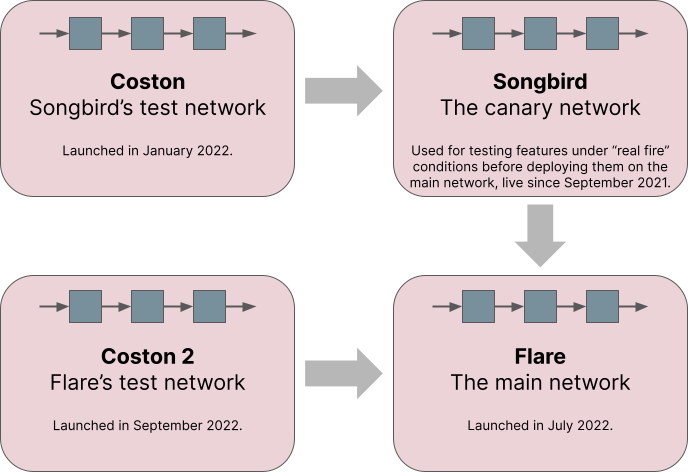 Coston
Songbird’s test network
Launched in January 2022.
Songbird
The canary network
Used for testing features under “real fire”
conditions before deploying them on the
main network, live since September 2021.
Coston 2
Flare’s test network
Launched in September 2022.
Flare
The main network
Launched in July 2022.